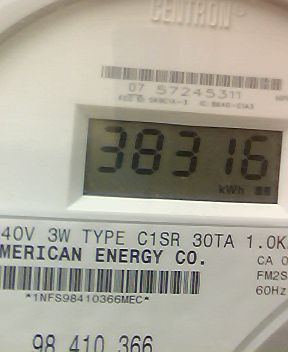 CENTRON®
07 57245311
38316
kWh
40V 3W TYPE C1SR 30TA 1.0K
MERICAN ENERGY CO.
CA 0
FM2S
60Hz
*1NFS98410366MEC*
98 410 366